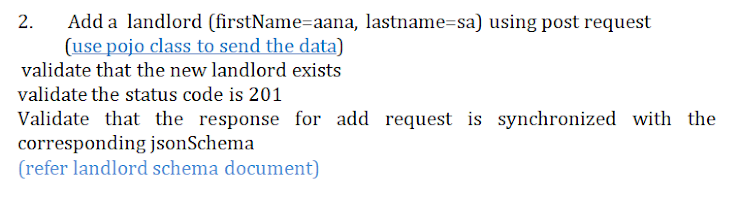 2. Add a landlord (firstName=aana, lastname=sa) using post request
(use pojo class to send the data)
validate that the new landlord exists
validate the status code is 201
Validate that the response for add request is synchronized with the
corresponding jsonSchema
(refer landlord schema document)